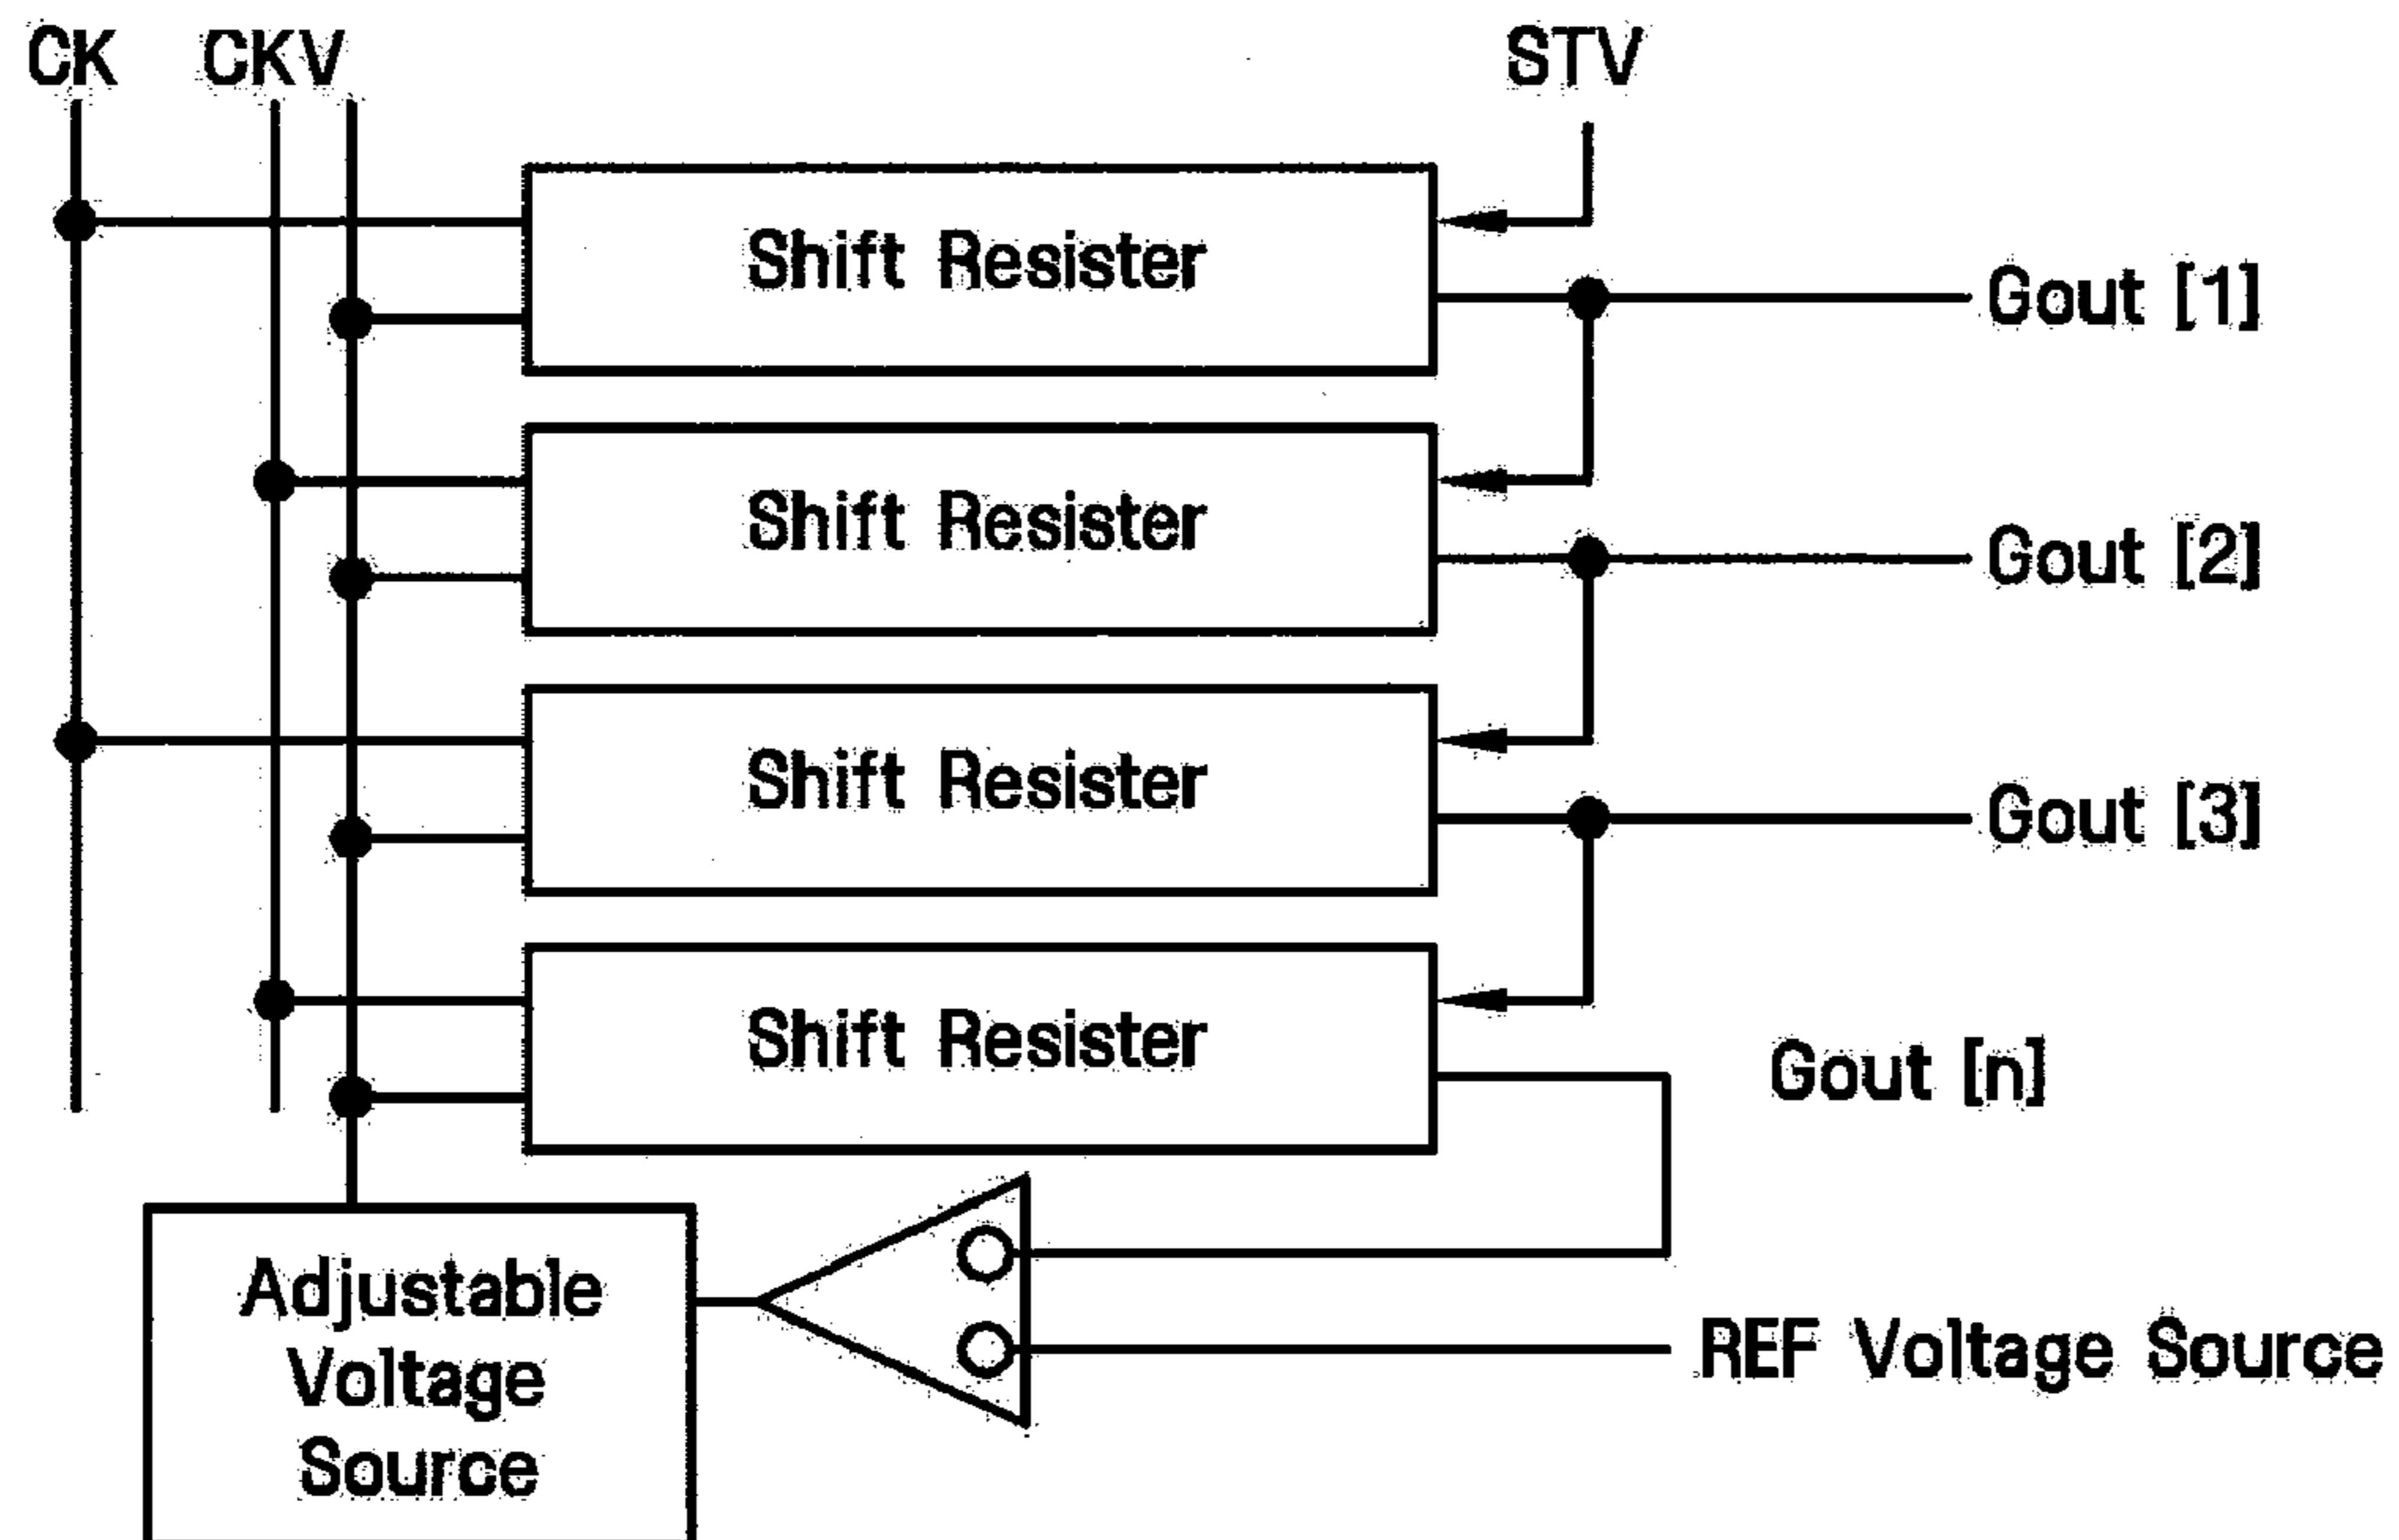 CK CKV STV
Shift Resister
Gout [1]
Shift Resister
Gout [2]
Shift Resister
Gout [3]
Shift Resister
Gout [n]
Adjustable
Voltage
Source
REF Voltage Source